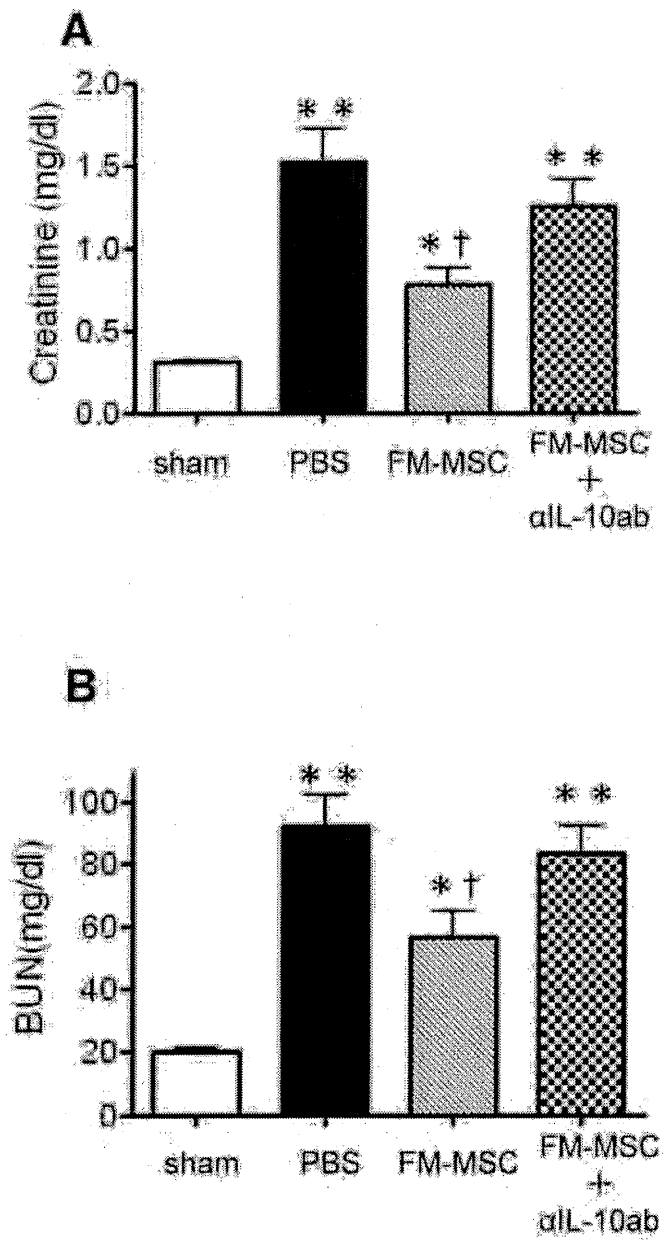 A
Creatinine (mg/dl)
2.0
1.5
1.0
0.5
0.0
* *
* †
* *
sham PBS FM-MSC FM-MSC
+
αIL-10ab
B
BUN(mg/dl)
100
80
60
40
20
0
* *
* †
* *
sham PBS FM-MSC FM-MSC
+
αIL-10ab